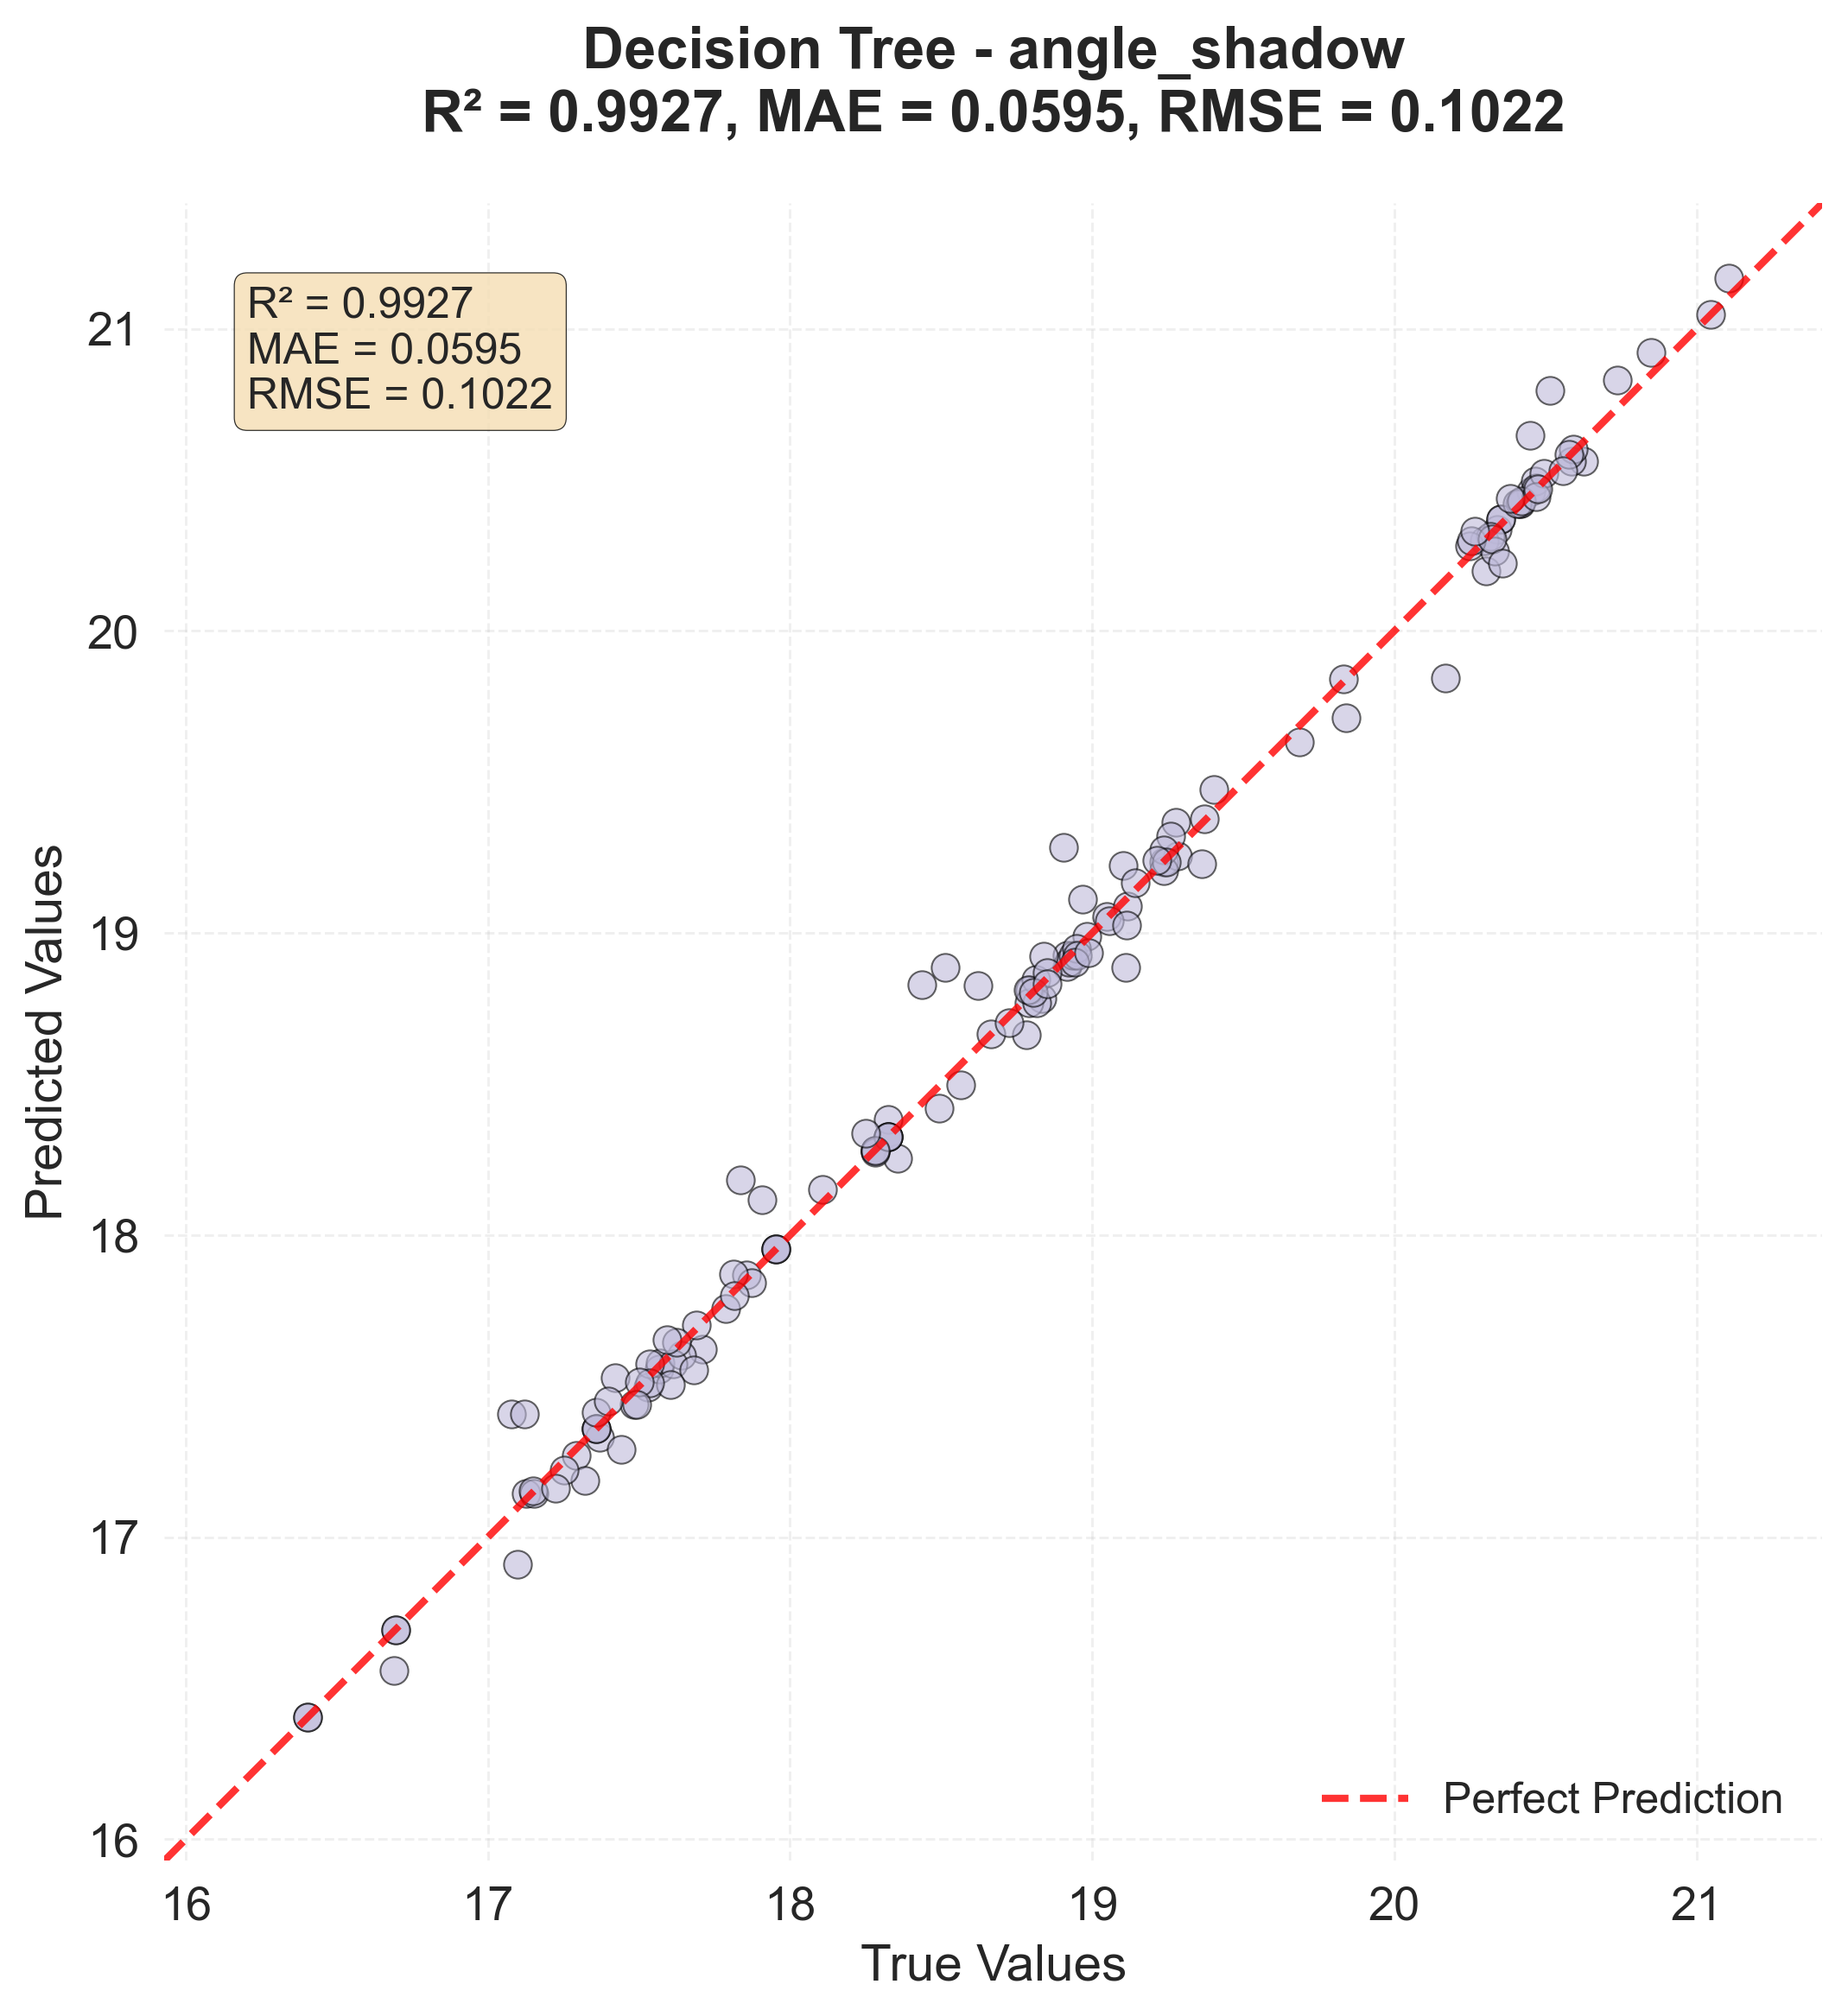 Decision Tree - angle_shadow
R² = 0.9927, MAE = 0.0595, RMSE = 0.1022
R² = 0.9927
MAE = 0.0595
RMSE = 0.1022
21
20
19
18
17
16
Predicted Values
Perfect Prediction
16 17 18 19 20 21
True Values